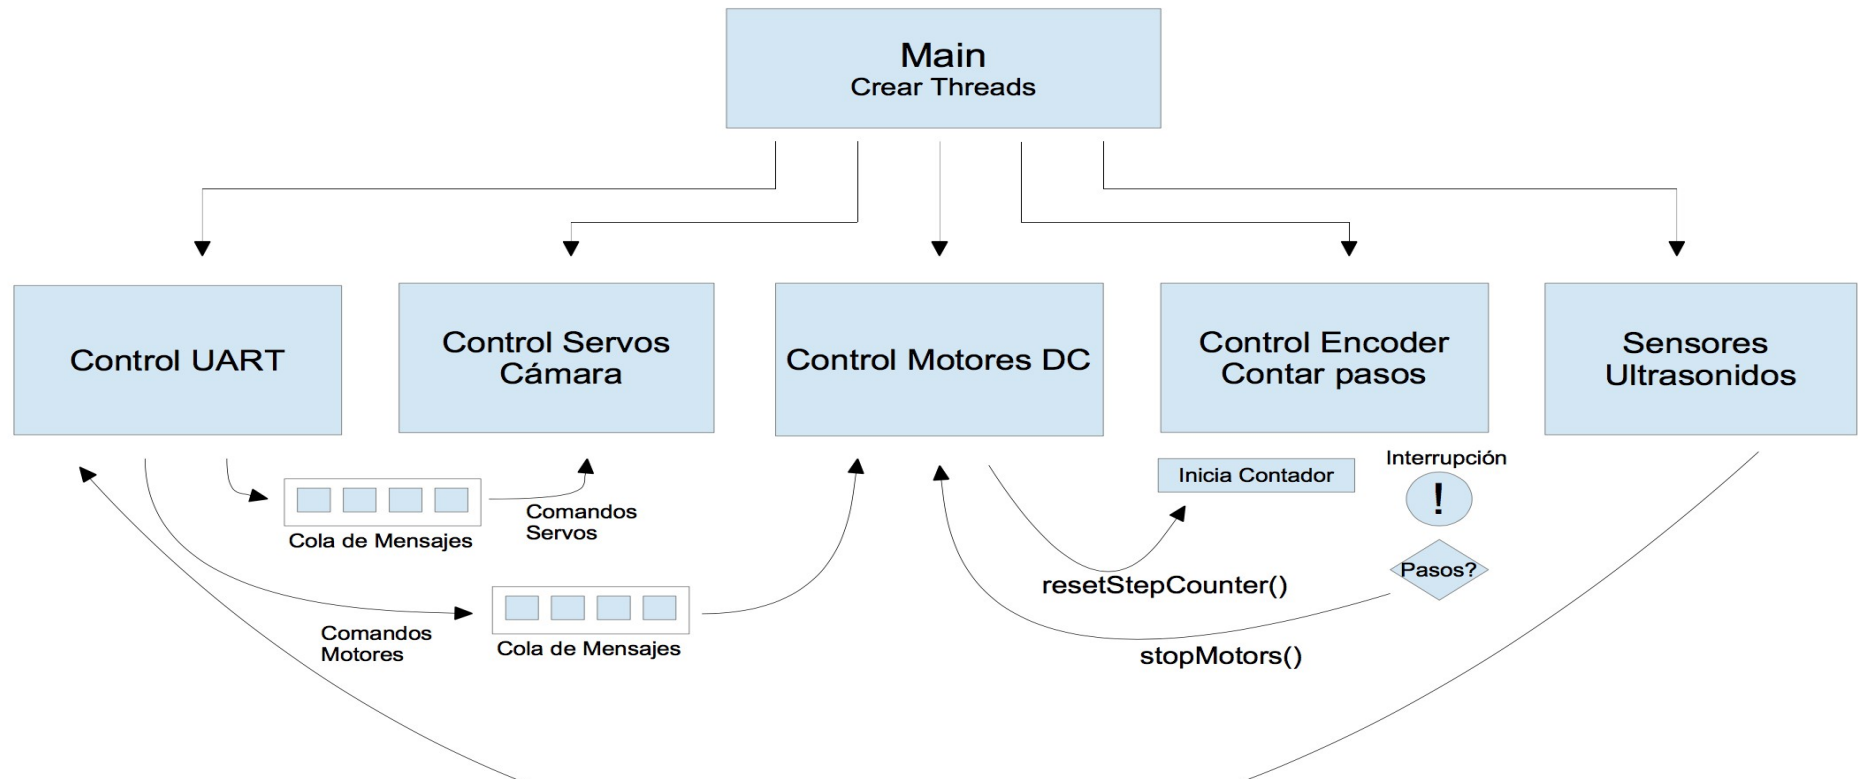 Main
Crear Threads
Control UART
Control Servos
Cámara
Control Motores DC
Control Encoder
Contar pasos
Sensores
Ultrasonidos
Cola de Mensajes
Comandos
Servos
Comandos
Motores
Cola de Mensajes
Inicia Contador
Interrupción
!
Pasos?
resetStepCounter()
stopMotors()